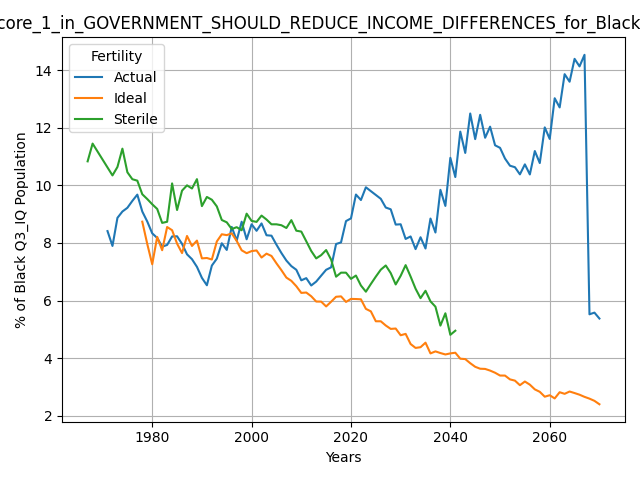 core_1_in_GOVERNMENT_SHOULD_REDUCE_INCOME_DIFFERENCES_for_Black
Fertility
Actual
Ideal
Sterile
% of Black Q3_IQ Population
14
12
10
8
6
4
2
1980
2000
2020
2040
2060
Years